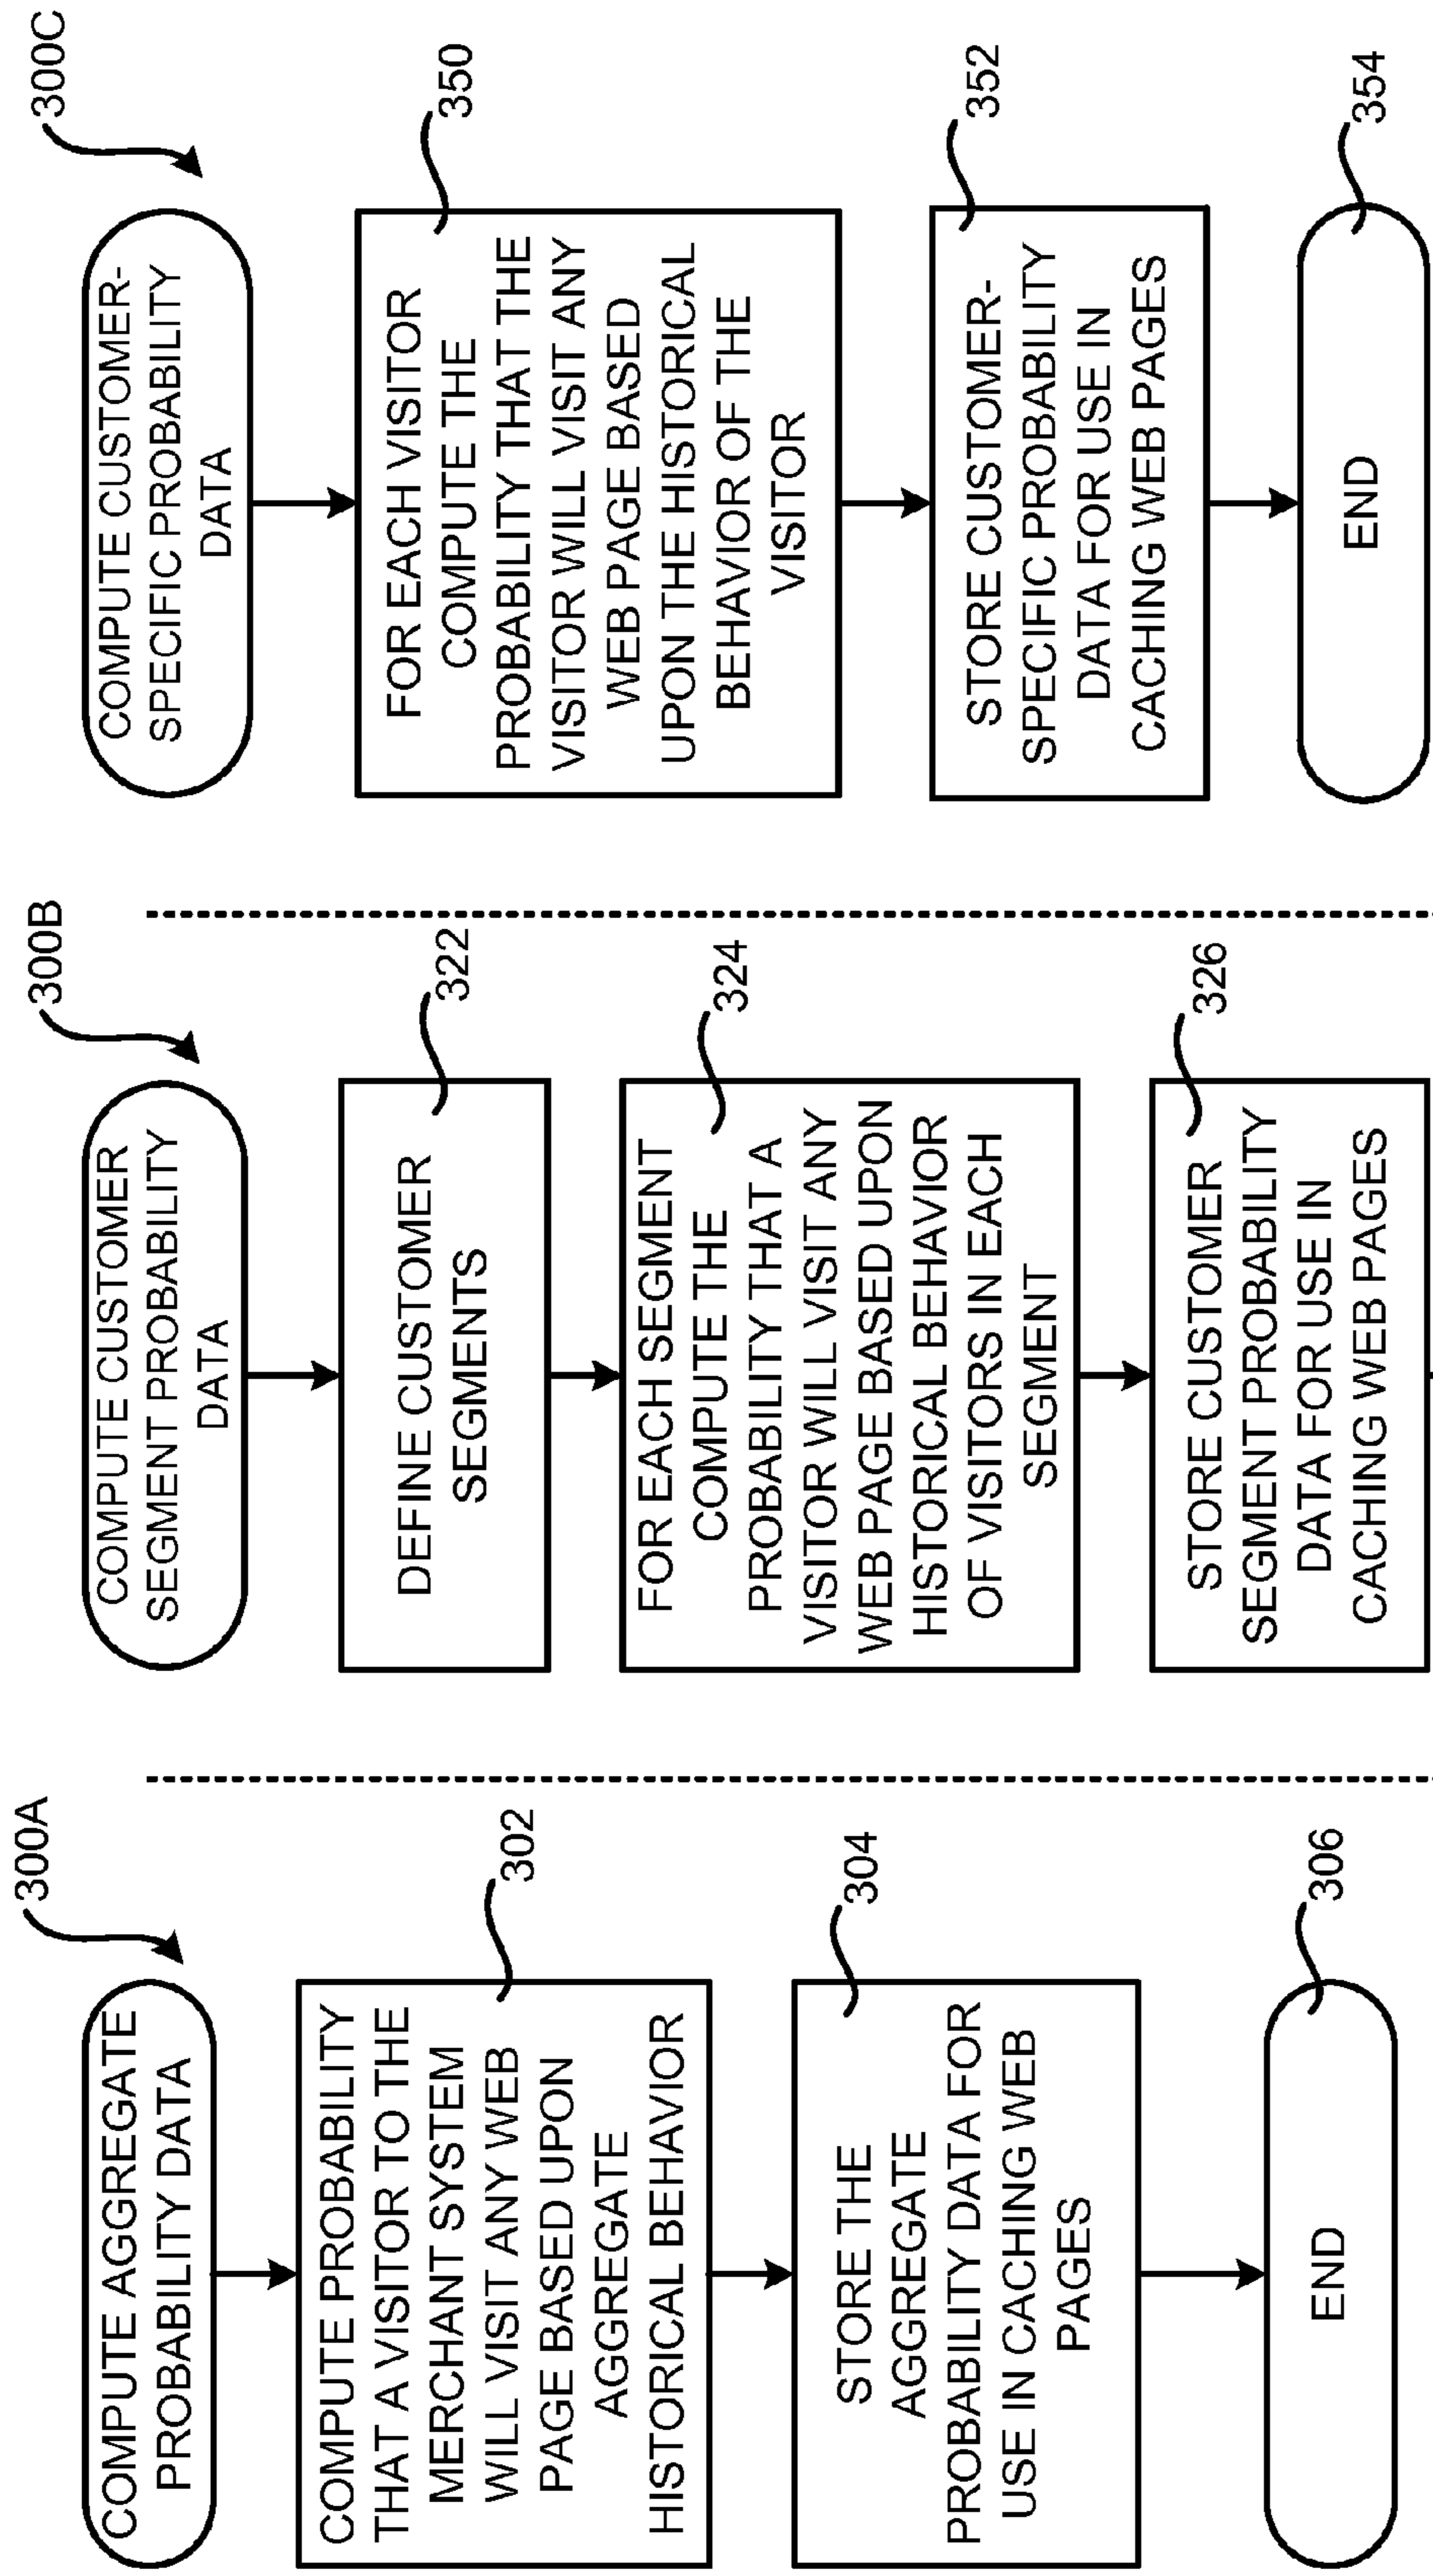 300A
COMPUTE AGGREGATE
PROBABILITY DATA
302
COMPUTE PROBABILITY
THAT A VISITOR TO THE
MERCHANT SYSTEM
WILL VISIT ANY WEB
PAGE BASED UPON
AGGREGATE
HISTORICAL BEHAVIOR
304
STORE THE
AGGREGATE
PROBABILITY DATA FOR
USE IN CACHING WEB
PAGES
306
END
300B
COMPUTE CUSTOMER
SEGMENT PROBABILITY
DATA
322
DEFINE CUSTOMER
SEGMENTS
324
FOR EACH SEGMENT
COMPUTE THE
PROBABILITY THAT A
VISITOR WILL VISIT ANY
WEB PAGE BASED UPON
HISTORICAL BEHAVIOR
OF VISITORS IN EACH
SEGMENT
326
STORE CUSTOMER
SEGMENT PROBABILITY
DATA FOR USE IN
CACHING WEB PAGES
300C
COMPUTE CUSTOMER-
SPECIFIC PROBABILITY
DATA
350
FOR EACH VISITOR
COMPUTE THE
PROBABILITY THAT THE
VISITOR WILL VISIT ANY
WEB PAGE BASED
UPON THE HISTORICAL
BEHAVIOR OF THE
VISITOR
352
STORE CUSTOMER-
SPECIFIC PROBABILITY
DATA FOR USE IN
CACHING WEB PAGES
354
END